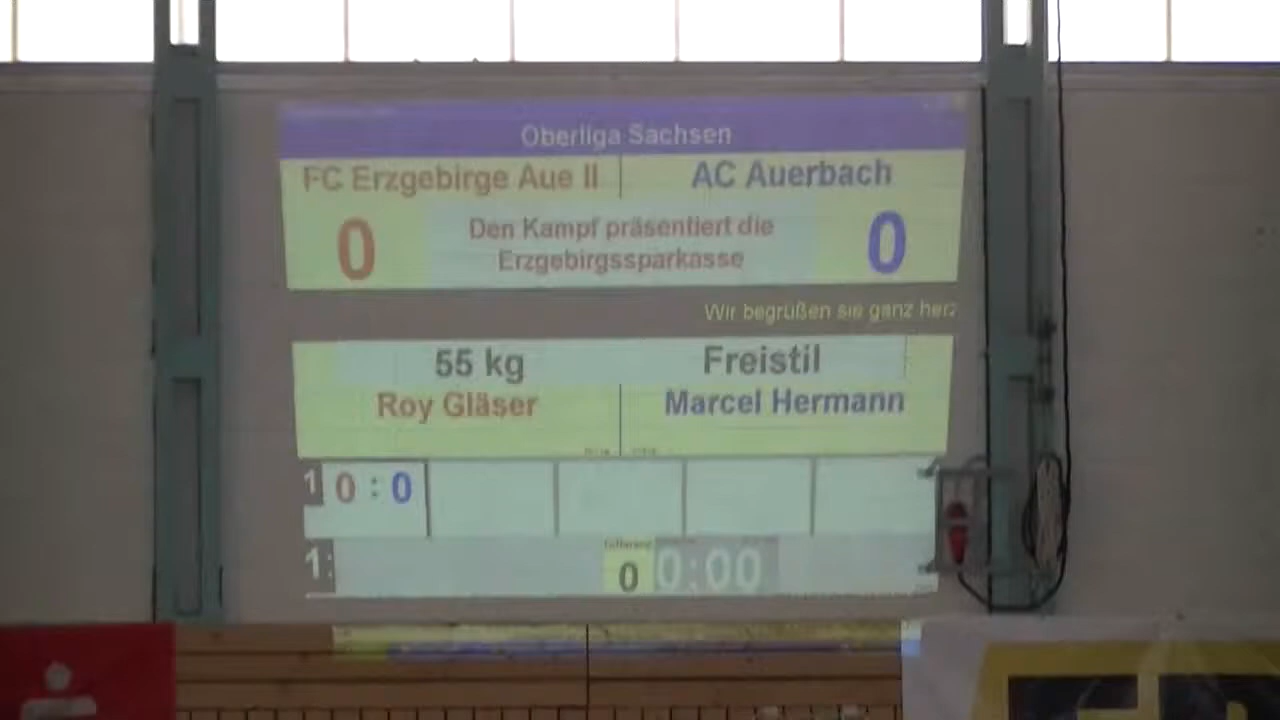 Oberliga Sachsen
FC Erzgebirge Aue II
AC Auerbach
0
Den Kampf präsentiert die
Erzgebirgssparkasse
0
Wir begrüßen sie ganz herz
55 kg
Freistil
Roy Gläser
Marcel Hermann
1
0 : 0
1:
0
0:00